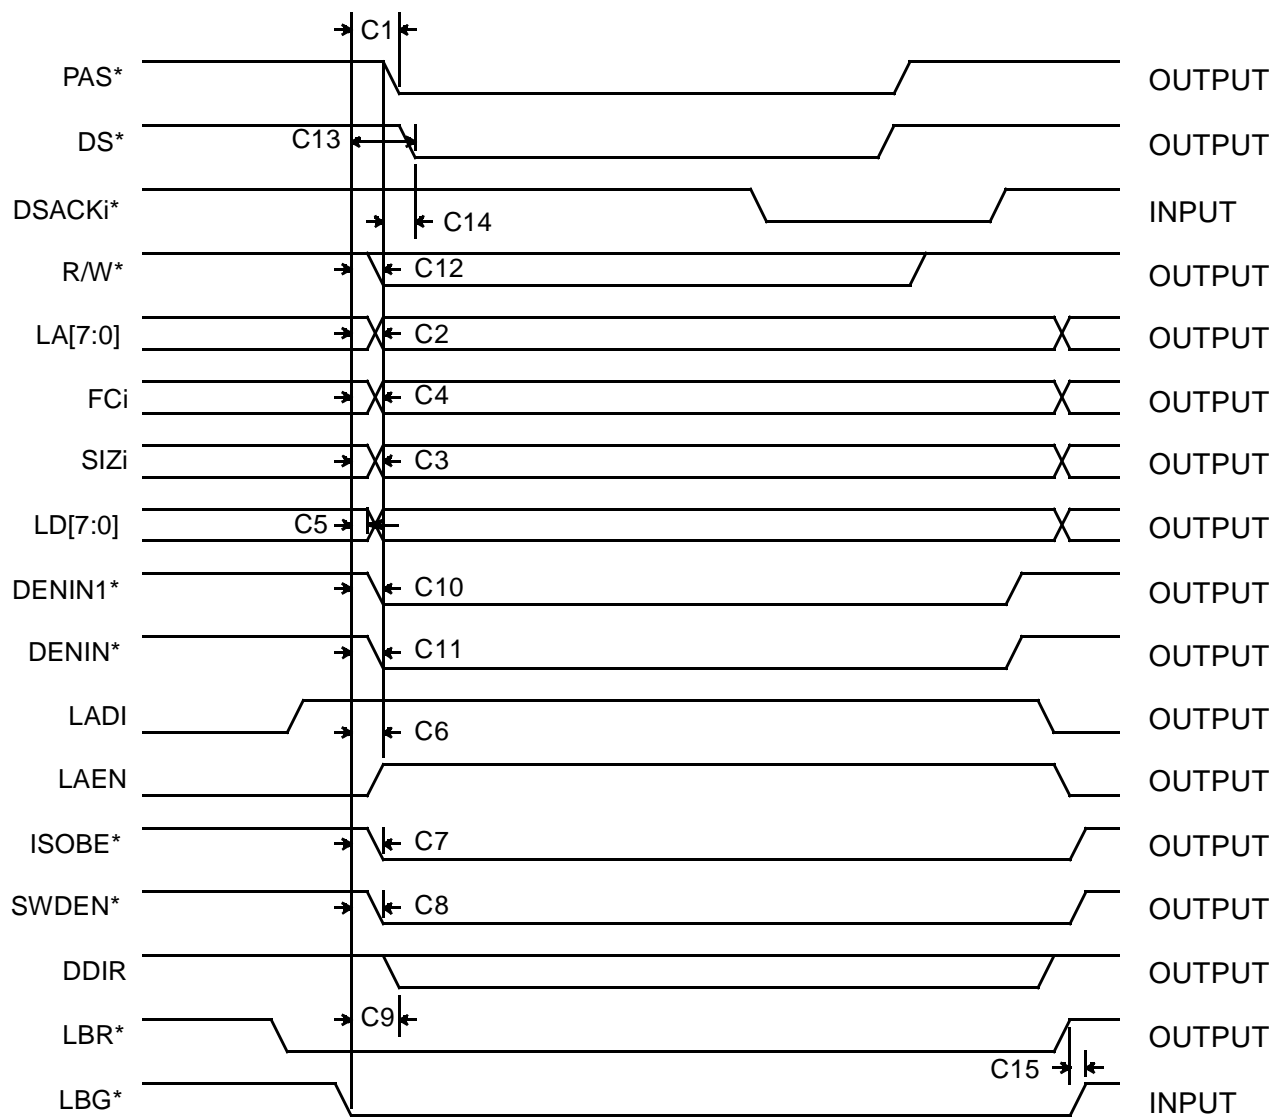 C1
PAS* OUTPUT
DS* C13 OUTPUT
DSACKi* C14 INPUT
R/W* C12 OUTPUT
LA[7:0] C2 OUTPUT
FCi C4 OUTPUT
SIZi C3 OUTPUT
LD[7:0] C5 OUTPUT
DENIN1* C10 OUTPUT
DENIN* C11 OUTPUT
LADI C6 OUTPUT
LAEN OUTPUT
ISOBE* C7 OUTPUT
SWDEN* C8 OUTPUT
DDIR OUTPUT
C9
LBR* OUTPUT
C15
LBG* INPUT